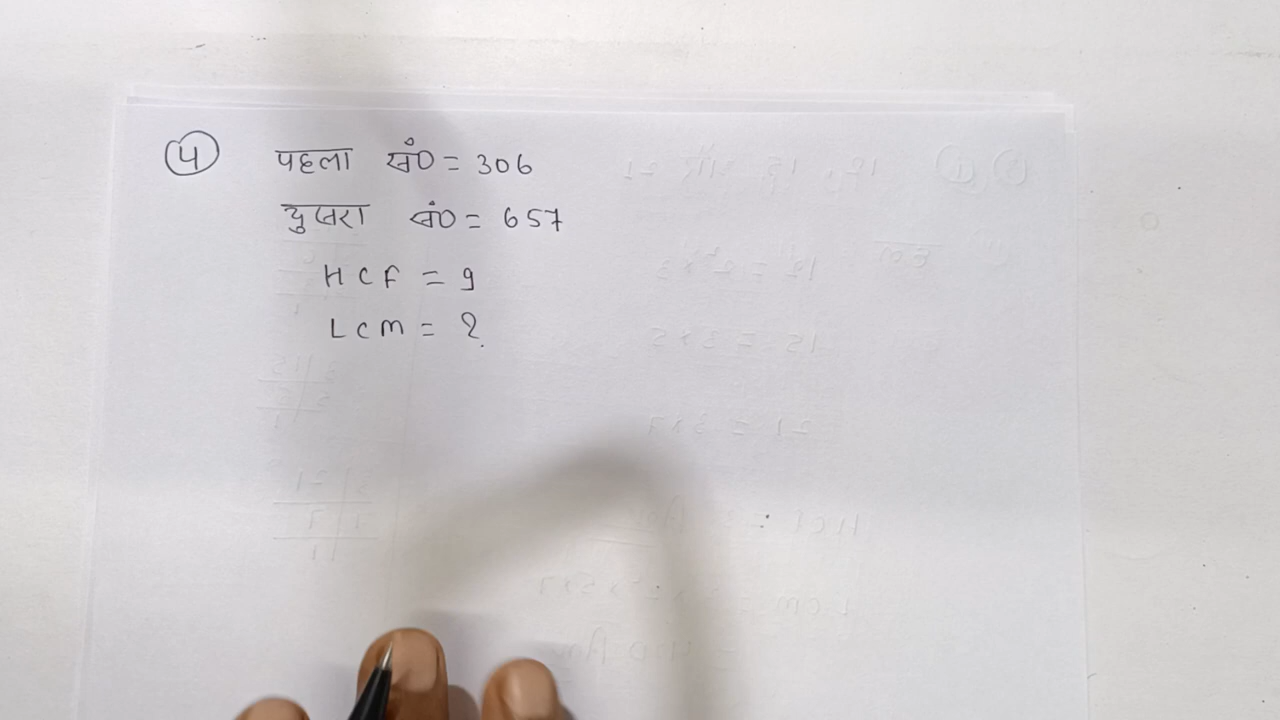 ④ पहला सं० = 306
दुसरा सं० = 657
HCF = 9
LCM = ?